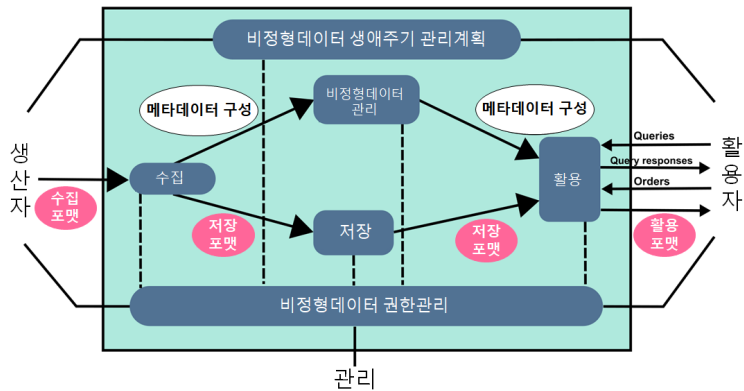 비정형데이터 생애주기 관리계획
메타데이터 구성
비정형데이터
관리
메타데이터 구성
생
산
자
수집
포맷
수집
저장
포맷
저장
저장
포맷
활용
Queries
Query responses
Orders
활용
포맷
활
용
자
비정형데이터 권한관리
관리